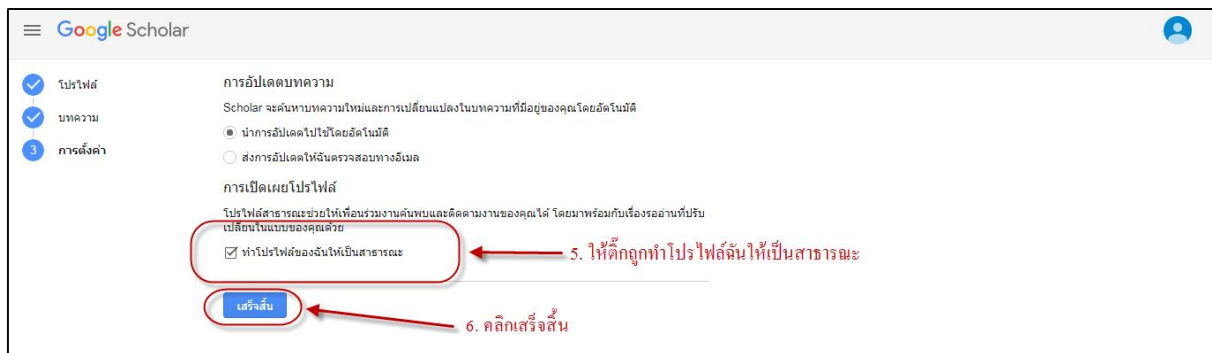 Google Scholar
โปรไฟล์
บทความ
3 การตั้งค่า
การอัปเดตบทความ
Scholar จะค้นหาบทความใหม่และการเปลี่ยนแปลงในบทความที่มีอยู่ของคุณโดยอัตโนมัติ
นำการอัปเดตไปใช้โดยอัตโนมัติ
ส่งการอัปเดตให้ฉันตรวจสอบทางอีเมล
การเปิดเผยโปรไฟล์
โปรไฟล์สาธารณะช่วยให้เพื่อนร่วมงานค้นพบและติดตามงานของคุณได้ โดยมาพร้อมกับเรื่องรออ่านที่ปรับ
เปลี่ยนในแบบของคุณด้วย
ทำโปรไฟล์ของฉันให้เป็นสาธารณะ
5. ให้ติ๊กถูกทำโปรไฟล์ฉันให้เป็นสาธารณะ
เสร็จสิ้น
6. คลิกเสร็จสิ้น